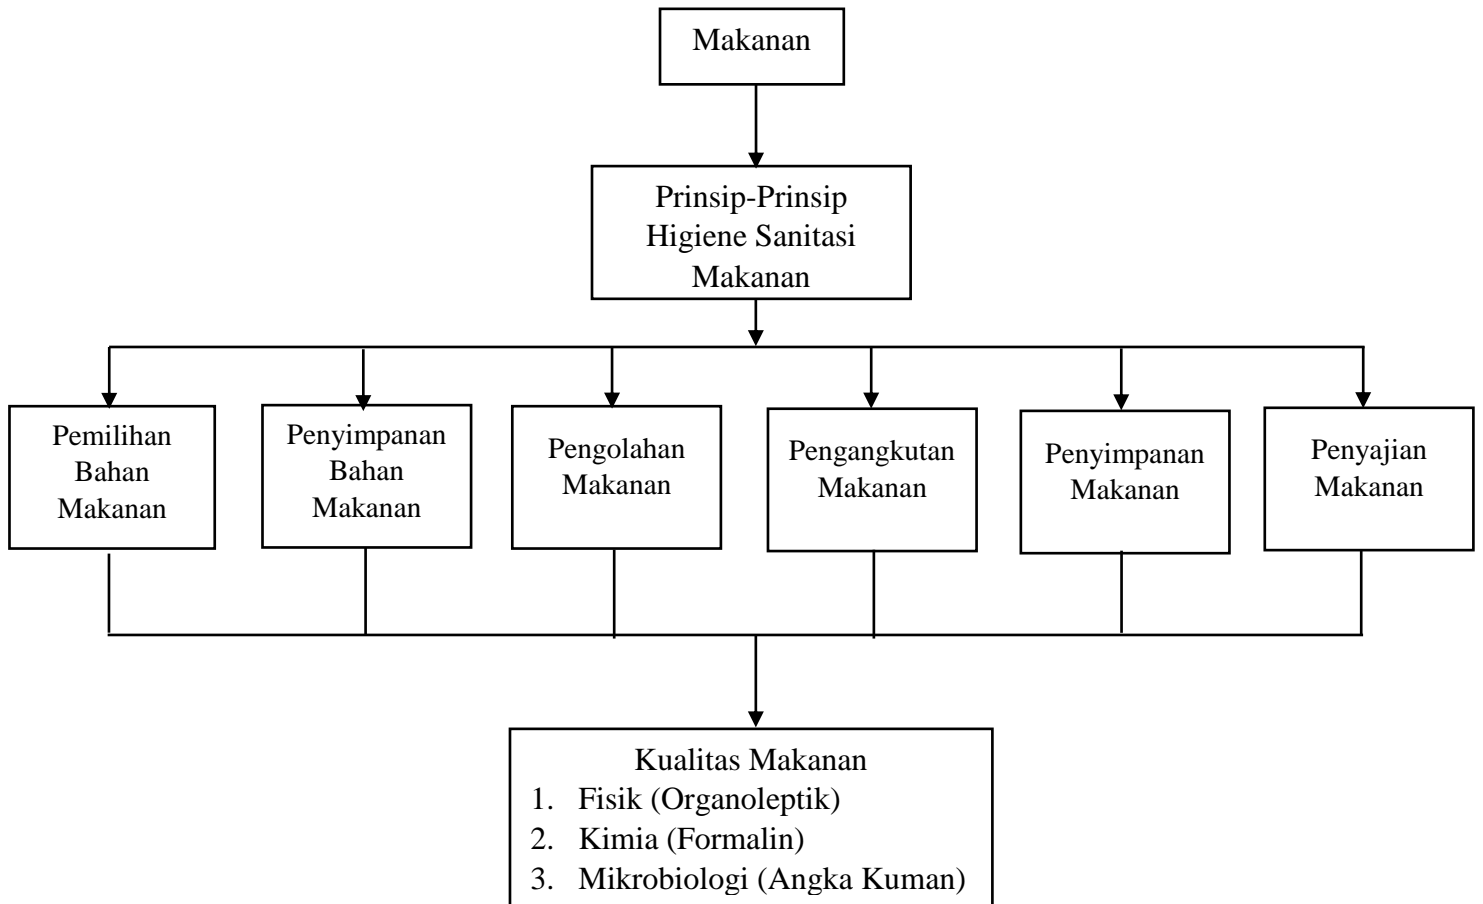 Makanan
Prinsip-Prinsip
Higiene Sanitasi
Makanan
Pemilihan
Bahan
Makanan
Penyimpanan
Bahan
Makanan
Pengolahan
Makanan
Pengangkutan
Makanan
Penyimpanan
Makanan
Penyajian
Makanan
Kualitas Makanan
1. Fisik (Organoleptik)
2. Kimia (Formalin)
3. Mikrobiologi (Angka Kuman)